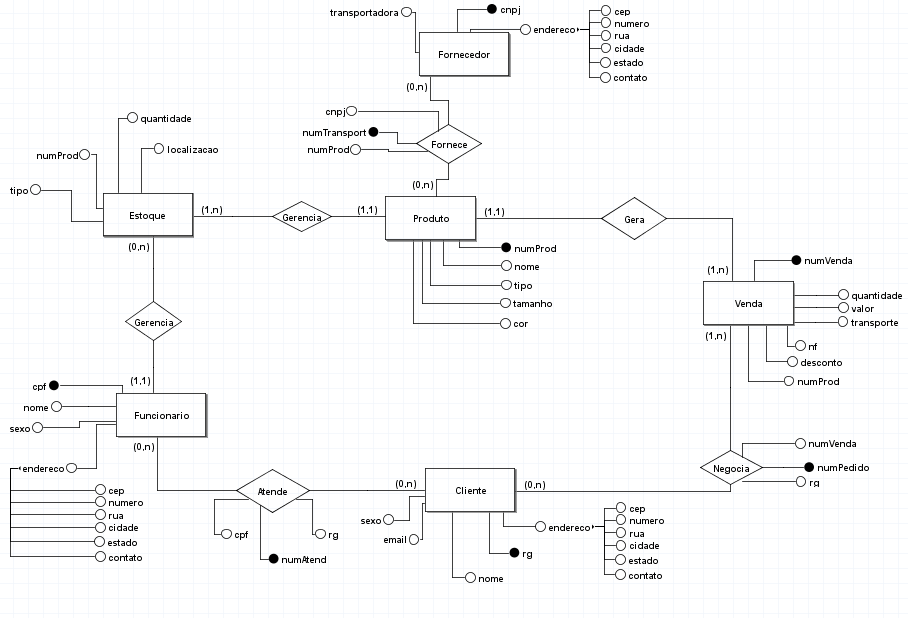 transportadora
cnpj
endereco
cep
numero
rua
cidade
estado
contato
Fornecedor
(0,n)
cnpj
numTransport
numProd
Fornece
(0,n)
quantidade
localizacao
numProd
tipo
Estoque
(1,n)
Gerencia
(1,1)
Produto
(1,1)
Gera
(0,n)
numProd
nome
tipo
tamanho
cor
(1,n)
numVenda
Venda
quantidade
valor
transporte
nf
desconto
numProd
(1,n)
Gerencia
(1,1)
cpf
nome
sexo
Funcionario
(0,n)
endereco
cep
numero
rua
cidade
estado
contato
Atende
cpf
numAtend
rg
(0,n)
Cliente
(0,n)
sexo
email
nome
rg
endereco
cep
numero
rua
cidade
estado
contato
Negocia
numVenda
numPedido
rg